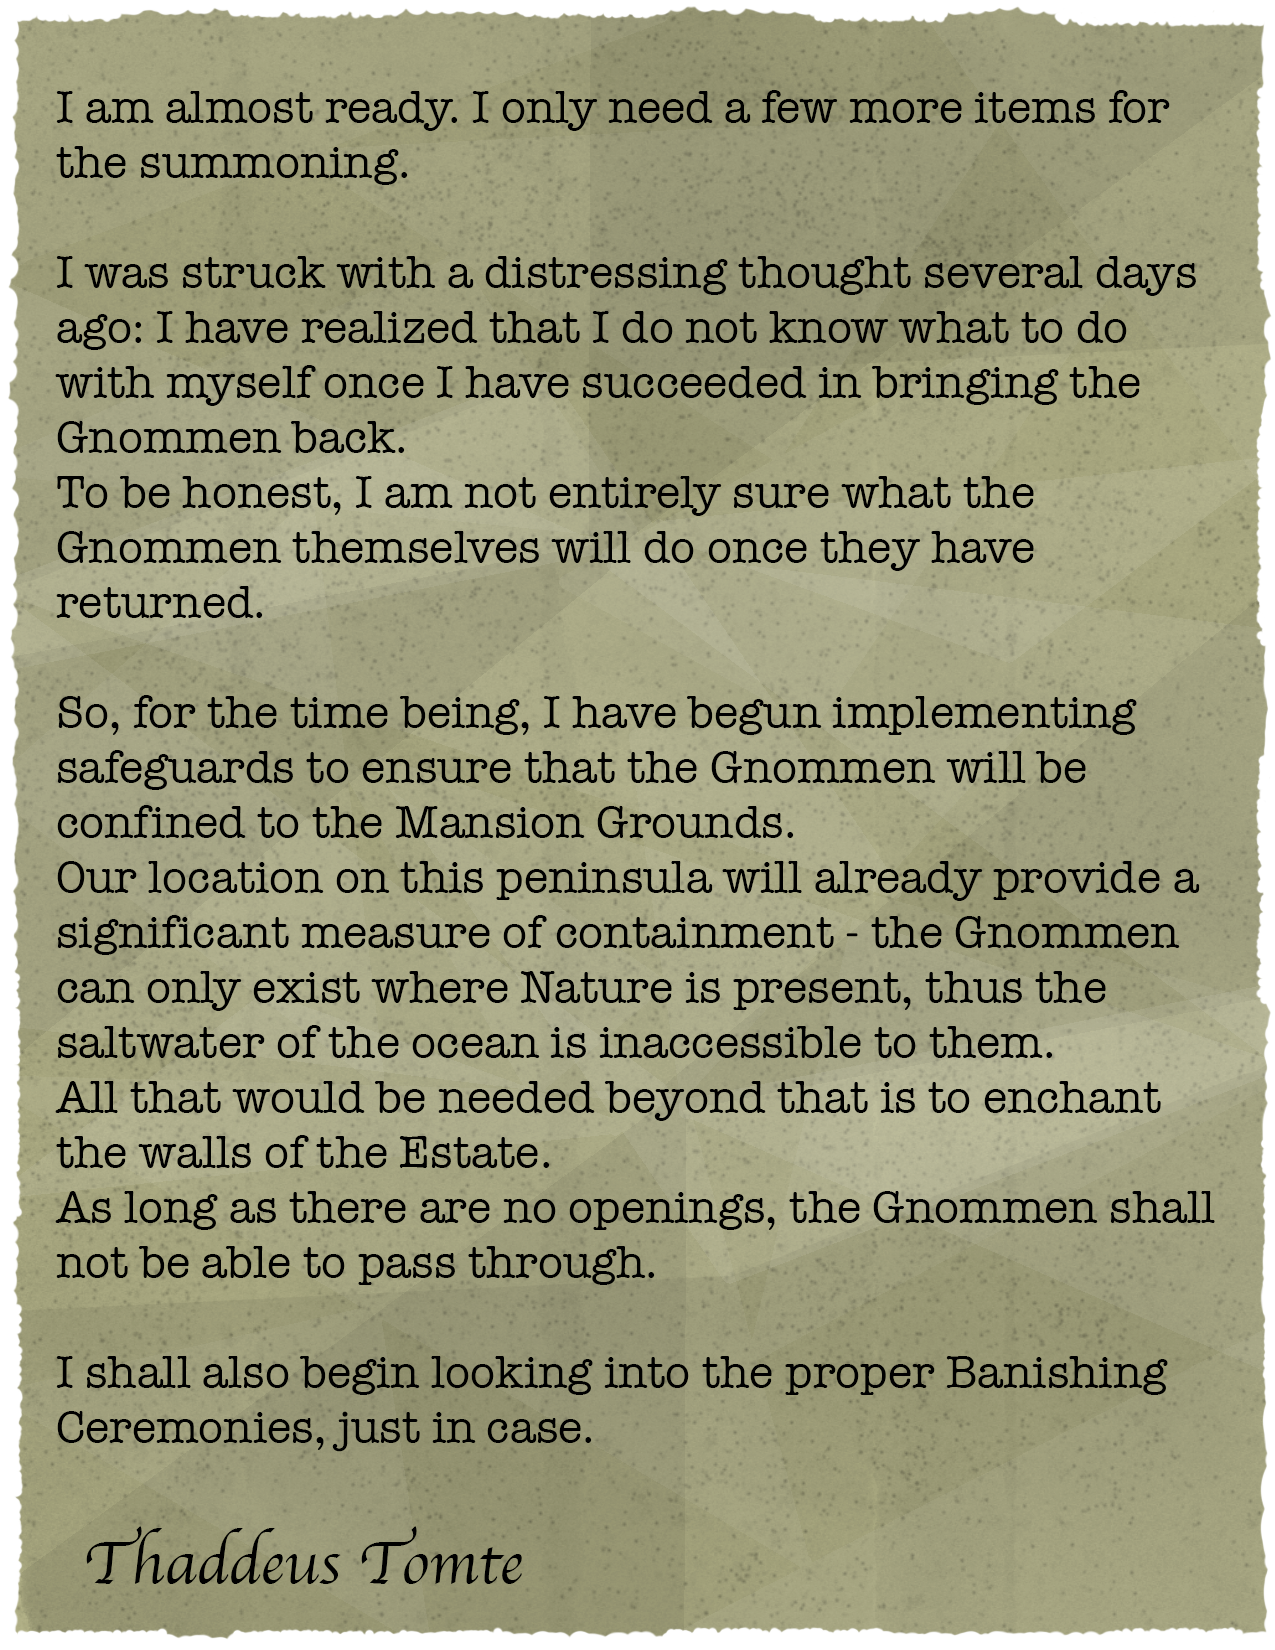 I am almost ready. I only need a few more items for
the summoning.
I was struck with a distressing thought several days
ago: I have realized that I do not know what to do
with myself once I have succeeded in bringing the
Gnommen back.
To be honest, I am not entirely sure what the
Gnommen themselves will do once they have
returned.
So, for the time being, I have begun implementing
safeguards to ensure that the Gnommen will be
confined to the Mansion Grounds.
Our location on this peninsula will already provide a
significant measure of containment - the Gnommen
can only exist where Nature is present, thus the
saltwater of the ocean is inaccessible to them.
All that would be needed beyond that is to enchant
the walls of the Estate.
As long as there are no openings, the Gnommen shall
not be able to pass through.
I shall also begin looking into the proper Banishing
Ceremonies, just in case.
Thaddeus Tomte